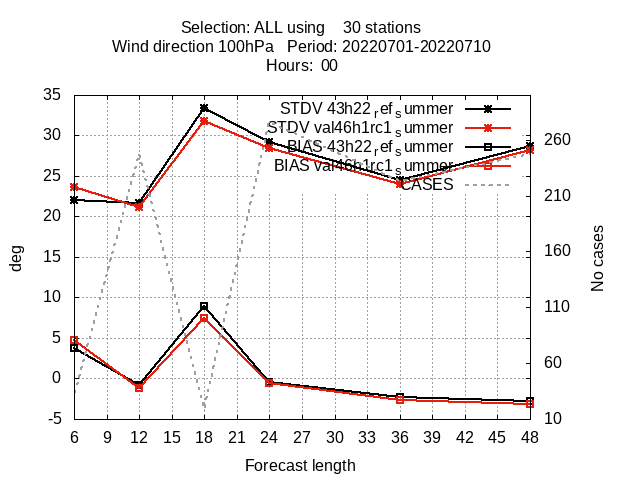 Selection: ALL using 30 stations
Wind direction 100hPa Period: 20220701-20220710
Hours: 00
35
30
25
20
15
10
5
0
-5
deg
STDV 43h22_ref_summer
STDV val46h1rc1_summer
BIAS 43h22_ref_summer
BIAS val46h1rc1_summer
CASES
260
210
160
110
60
10
No cases
6 9 12 15 18 21 24 27 30 33 36 39 42 45 48
Forecast length